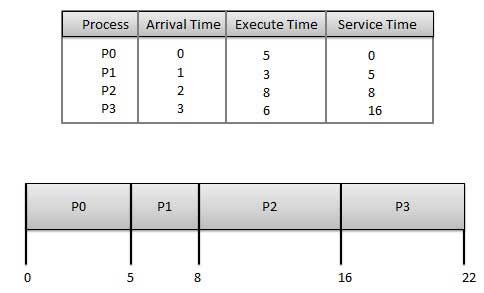 Process Arrival Time Execute Time Service Time
P0 0 5 0
P1 1 3 5
P2 2 8 8
P3 3 6 16
P0 P1 P2 P3
0 5 8 16 22